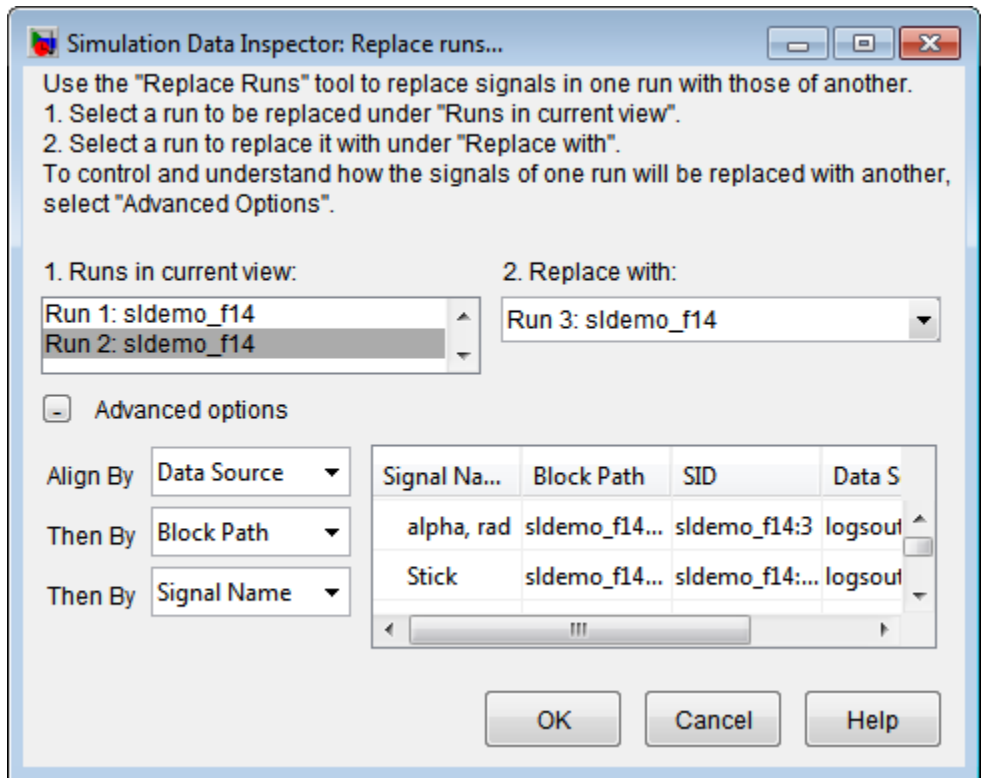 Simulation Data Inspector: Replace runs...
Use the "Replace Runs" tool to replace signals in one run with those of another.
1. Select a run to be replaced under "Runs in current view".
2. Select a run to replace it with under "Replace with".
To control and understand how the signals of one run will be replaced with another,
select "Advanced Options".
1. Runs in current view: 2. Replace with:
Run 1: sldemo_f14
Run 2: sldemo_f14
Run 3: sldemo_f14
- Advanced options
Align By Data Source
Then By Block Path
Then By Signal Name
Signal Na... Block Path SID Data S
alpha, rad sldemo_f14... sldemo_f14:3 logsout
Stick sldemo_f14... sldemo_f14:... logsout
OK Cancel Help